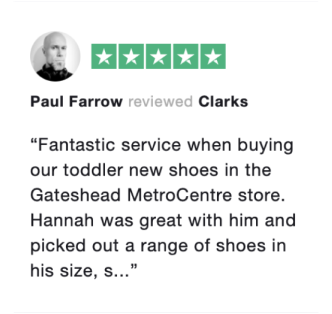 Paul Farrow reviewed Clarks
“Fantastic service when buying
our toddler new shoes in the
Gateshead MetroCentre store.
Hannah was great with him and
picked out a range of shoes in
his size, s...”